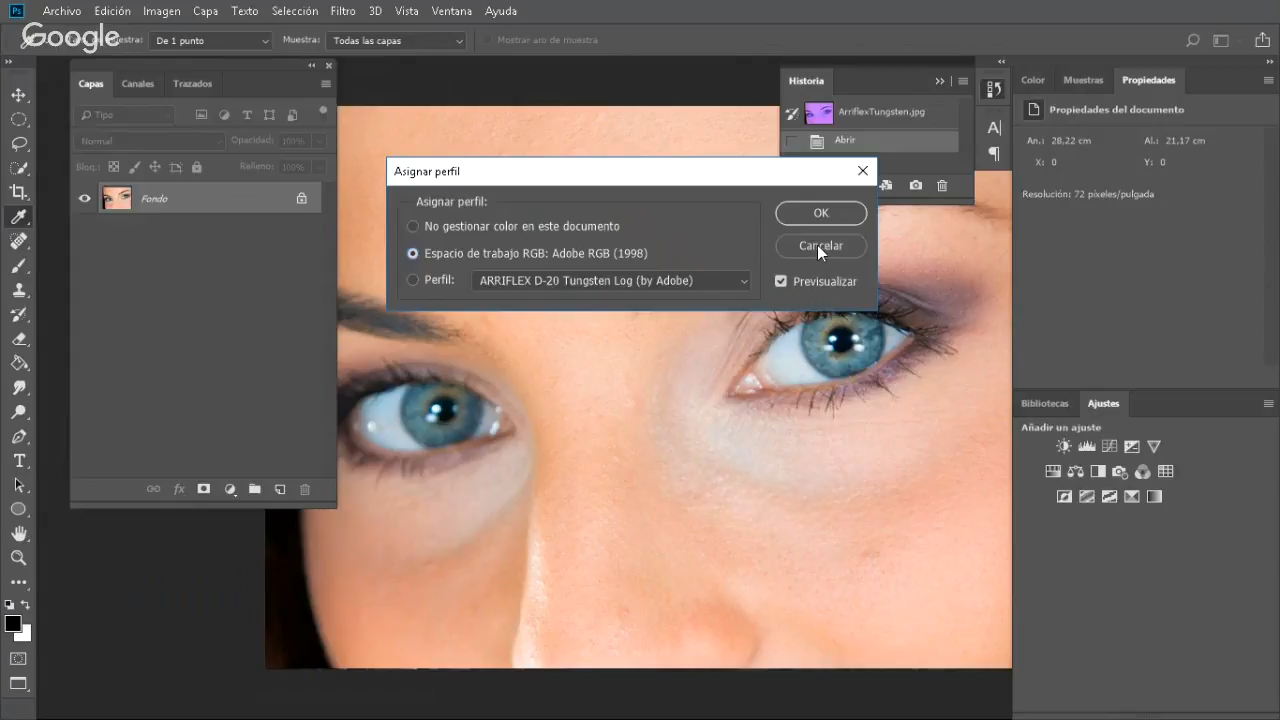 Ps Archivo Edición Imagen Capa Texto Selección Filtro 3D Vista Ventana Ayuda
Google
De 1 punto Muestra: Todas las capas Mostrar aro de muestra
Capas Canales Trazados
Tipo
Normal Opacidad: 100%
Bloq.: Relleno: 100%
Fondo
fx
Historia
ArriflexTungsten.jpg
Abrir
Asignar perfil
Asignar perfil:
No gestionar color en este documento
Espacio de trabajo RGB: Adobe RGB (1998)
Perfil: ARRIFLEX D-20 Tungsten Log (by Adobe)
OK
Cancelar
Previsualizar
Color Muestras Propiedades
Propiedades del documento
An.: 28,22 cm Al.: 21,17 cm
X: 0 Y: 0
Resolución: 72 píxeles/pulgada
Bibliotecas Ajustes
Añadir un ajuste